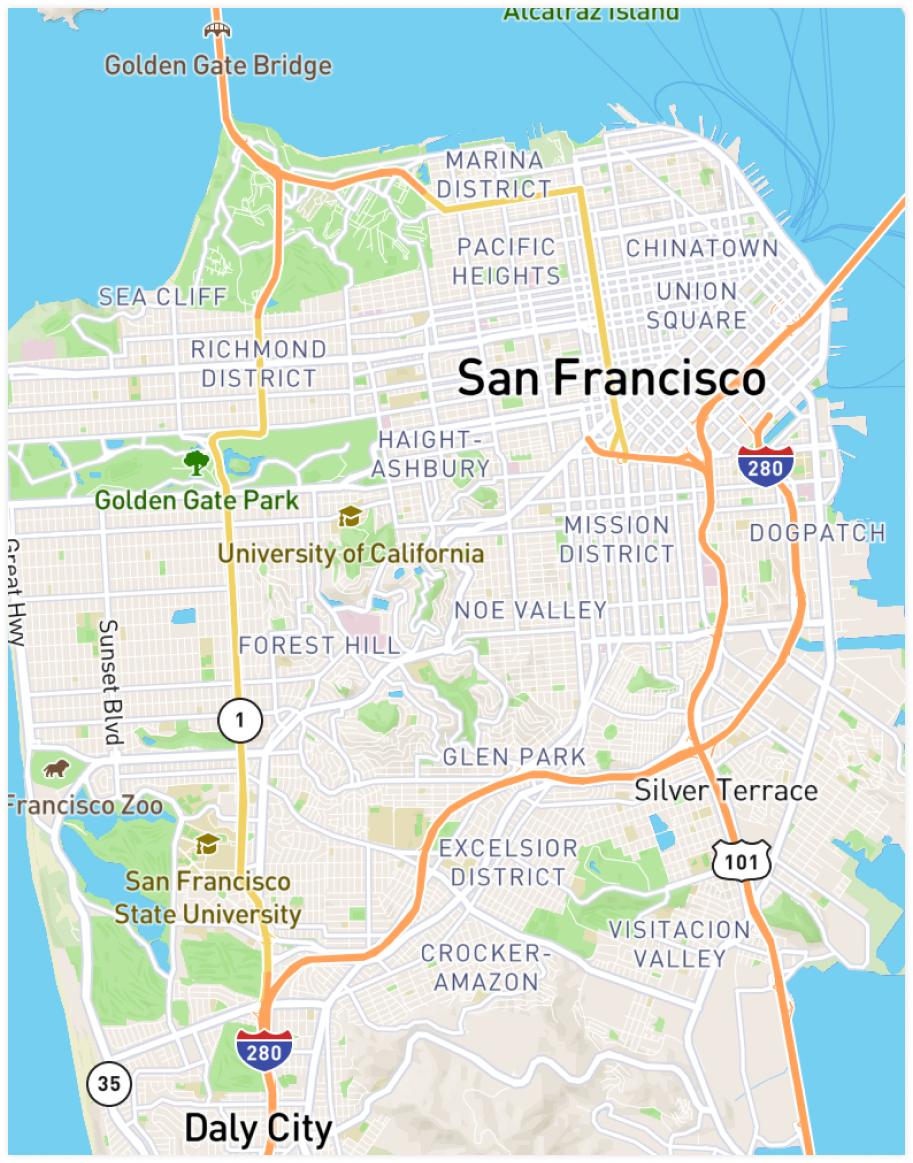 Alcatraz Island
Golden Gate Bridge
MARINA
DISTRICT
PACIFIC
HEIGHTS
CHINATOWN
SEA CLIFF
UNION
SQUARE
RICHMOND
DISTRICT
San Francisco
HAIGHT-
ASHBURY
280
Golden Gate Park
University of California
MISSION
DISTRICT
DOGPATCH
Great Hwy
NOE VALLEY
Sunset Blvd
FOREST HILL
1
GLEN PARK
Silver Terrace
Francisco Zoo
EXCELSIOR
DISTRICT
101
San Francisco
State University
VISITACION
VALLEY
CROCKER-
AMAZON
280
35
Daly City